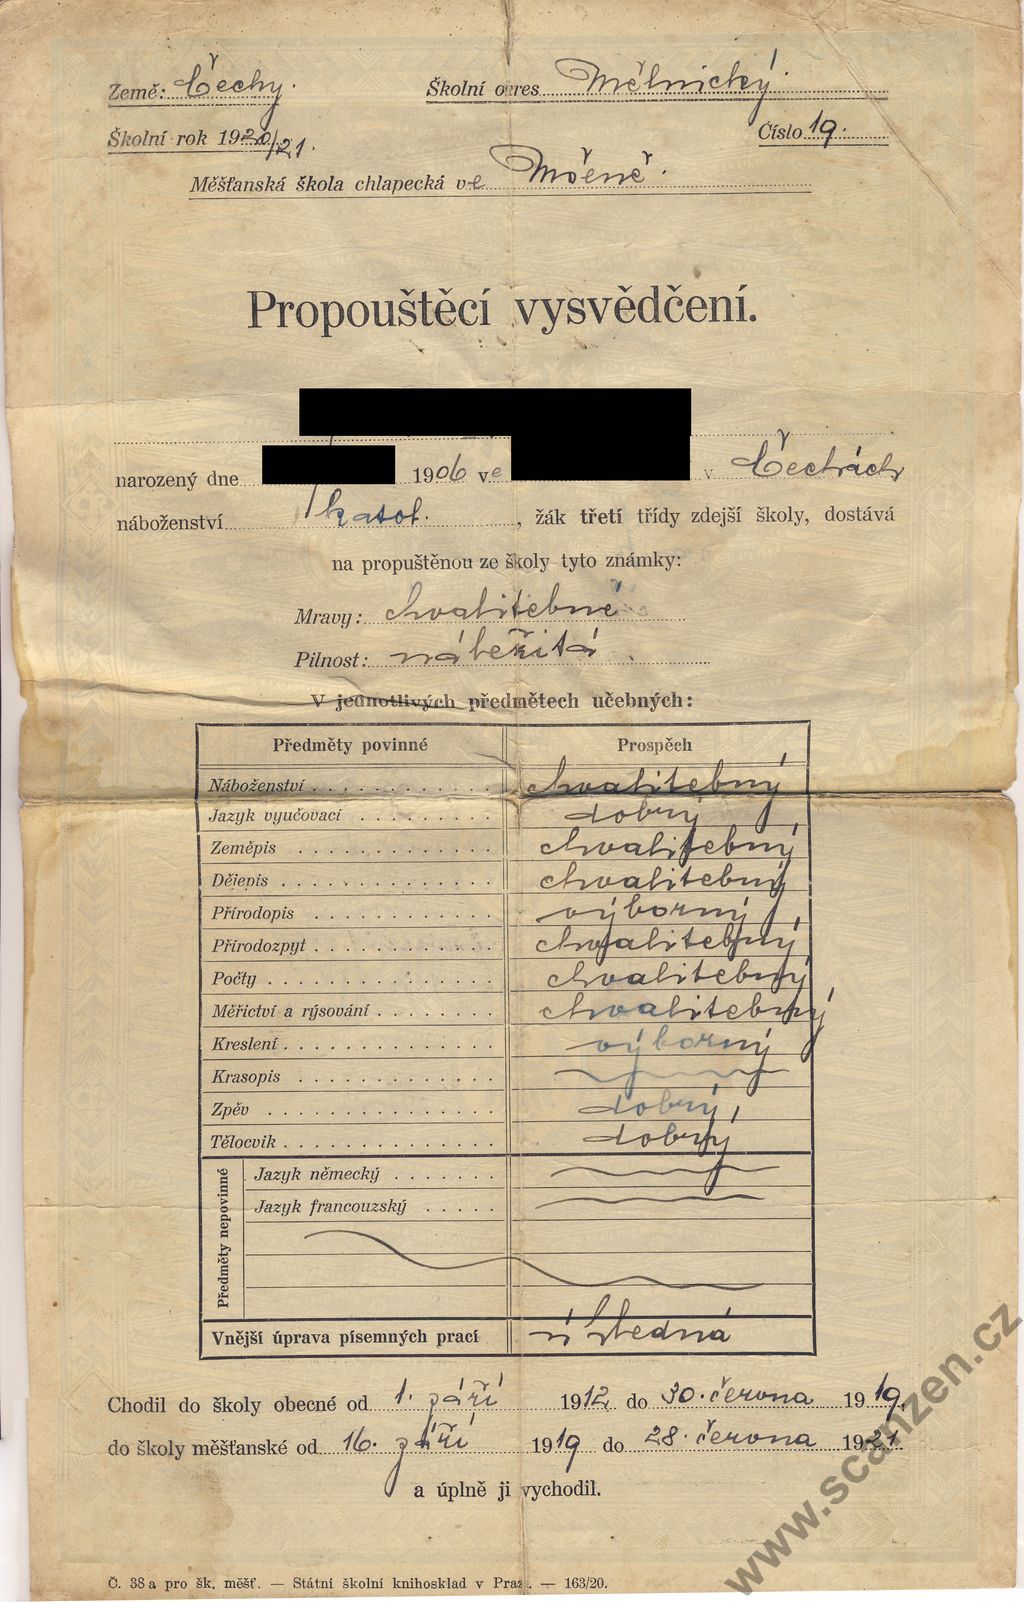 Země: Čechy.
Školní okres Mělnický.
Školní rok 1920/21.
Číslo 19.
Měšťanská škola chlapecká ve Mšeně.
Propouštěcí vysvědčení.
narozený dne 1906 ve v Čechách
náboženství katol. , žák třetí třídy zdejší školy, dostává
na propuštěnou ze školy tyto známky:
Mravy: chvalitebné
Pilnost: náležitá
V jednotlivých předmětech učebných:
Předměty povinné Prospěch
Náboženství chvalitebný
Jazyk vyučovací dobrý
Zeměpis chvalitebný
Dějepis chvalitebný
Přírodopis výborný
Přírodozpyt chvalitebný
Počty chvalitebný
Měřictví a rýsování chvalitebný
Kreslení výborný
Krasopis
Zpěv dobrý
Tělocvik dobrý
Předměty nepovinné
Jazyk německý
Jazyk francouzský
Vnější úprava písemných prací úhledná
Chodil do školy obecné od 1. září 1912 do 30. června 1919,
do školy měšťanské od 16. září 1919 do 28. června 1921
a úplně ji vychodil.
Č. 38a pro šk. měšť. — Státní školní knihosklad v Praze. — 163/20.
www.scanzen.cz